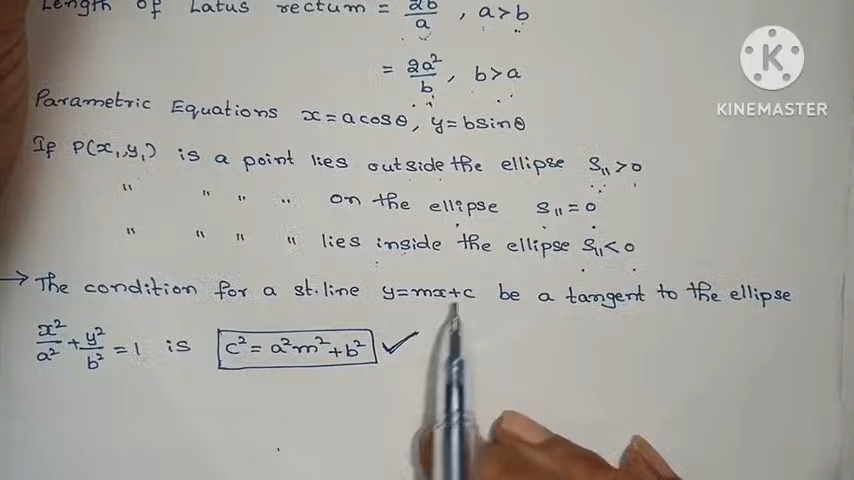 Length of Latus rectum = 2b²/a , a>b
= 2a²/b , b>a
Parametric Equations x=acosθ, y=bsinθ
If P(x₁,y₁) is a point lies outside the ellipse S₁₁>0
" " " " on the ellipse S₁₁=0
" " " " lies inside the ellipse S₁₁<0
→ The condition for a st.line y=mx+c be a tangent to the ellipse
x²/a² + y²/b² = 1 is c²=a²m²+b² ✓
K
KINEMASTER